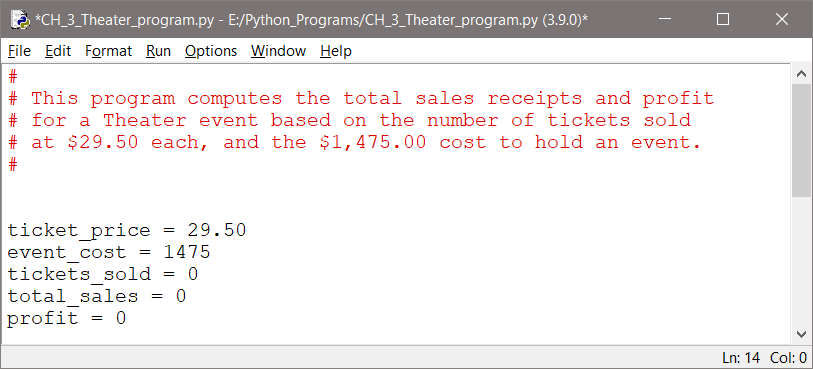 *CH_3_Theater_program.py - E:/Python_Programs/CH_3_Theater_program.py (3.9.0)*
File Edit Format Run Options Window Help
#
# This program computes the total sales receipts and profit
# for a Theater event based on the number of tickets sold
# at $29.50 each, and the $1,475.00 cost to hold an event.
#
ticket_price = 29.50
event_cost = 1475
tickets_sold = 0
total_sales = 0
profit = 0
Ln: 14 Col: 0